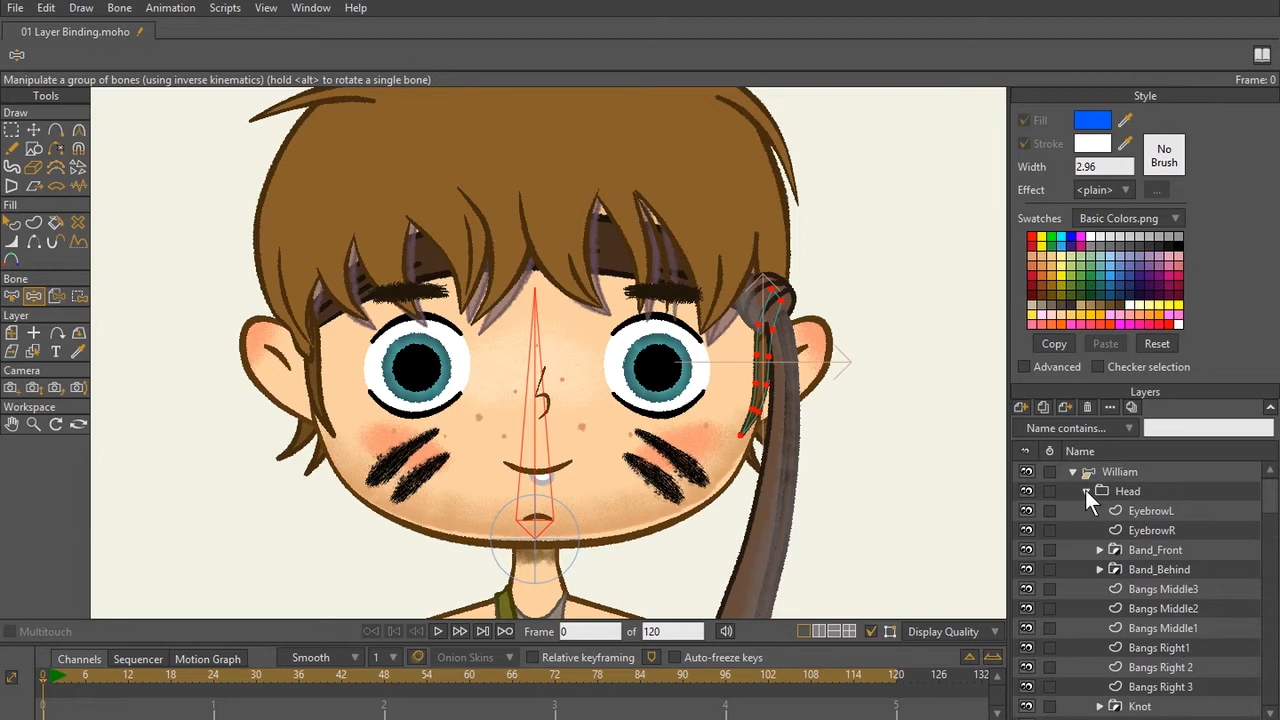 File Edit Draw Bone Animation Scripts View Window Help
01 Layer Binding.moho
Manipulate a group of bones (using inverse kinematics) (hold <alt> to rotate a single bone) Frame: 0
Tools
Draw
Fill
Bone
Layer
Camera
Workspace
Style
Fill
Stroke
No Brush
Width 2.96
Effect <plain> ...
Swatches Basic Colors.png
Copy Paste Reset
Advanced Checker selection
Layers
Name contains...
Name
William
Head
EyebrowL
EyebrowR
Band_Front
Band_Behind
Bangs Middle3
Bangs Middle2
Bangs Middle1
Bangs Right1
Bangs Right 2
Bangs Right 3
Knot
Multitouch Frame 0 of 120 Display Quality
Channels Sequencer Motion Graph Smooth 1 Onion Skins Relative keyframing Auto-freeze keys
0 6 12 18 24 30 36 42 48 54 60 66 72 78 84 90 96 102 108 114 120 126 132
0 1 2 3 4 5